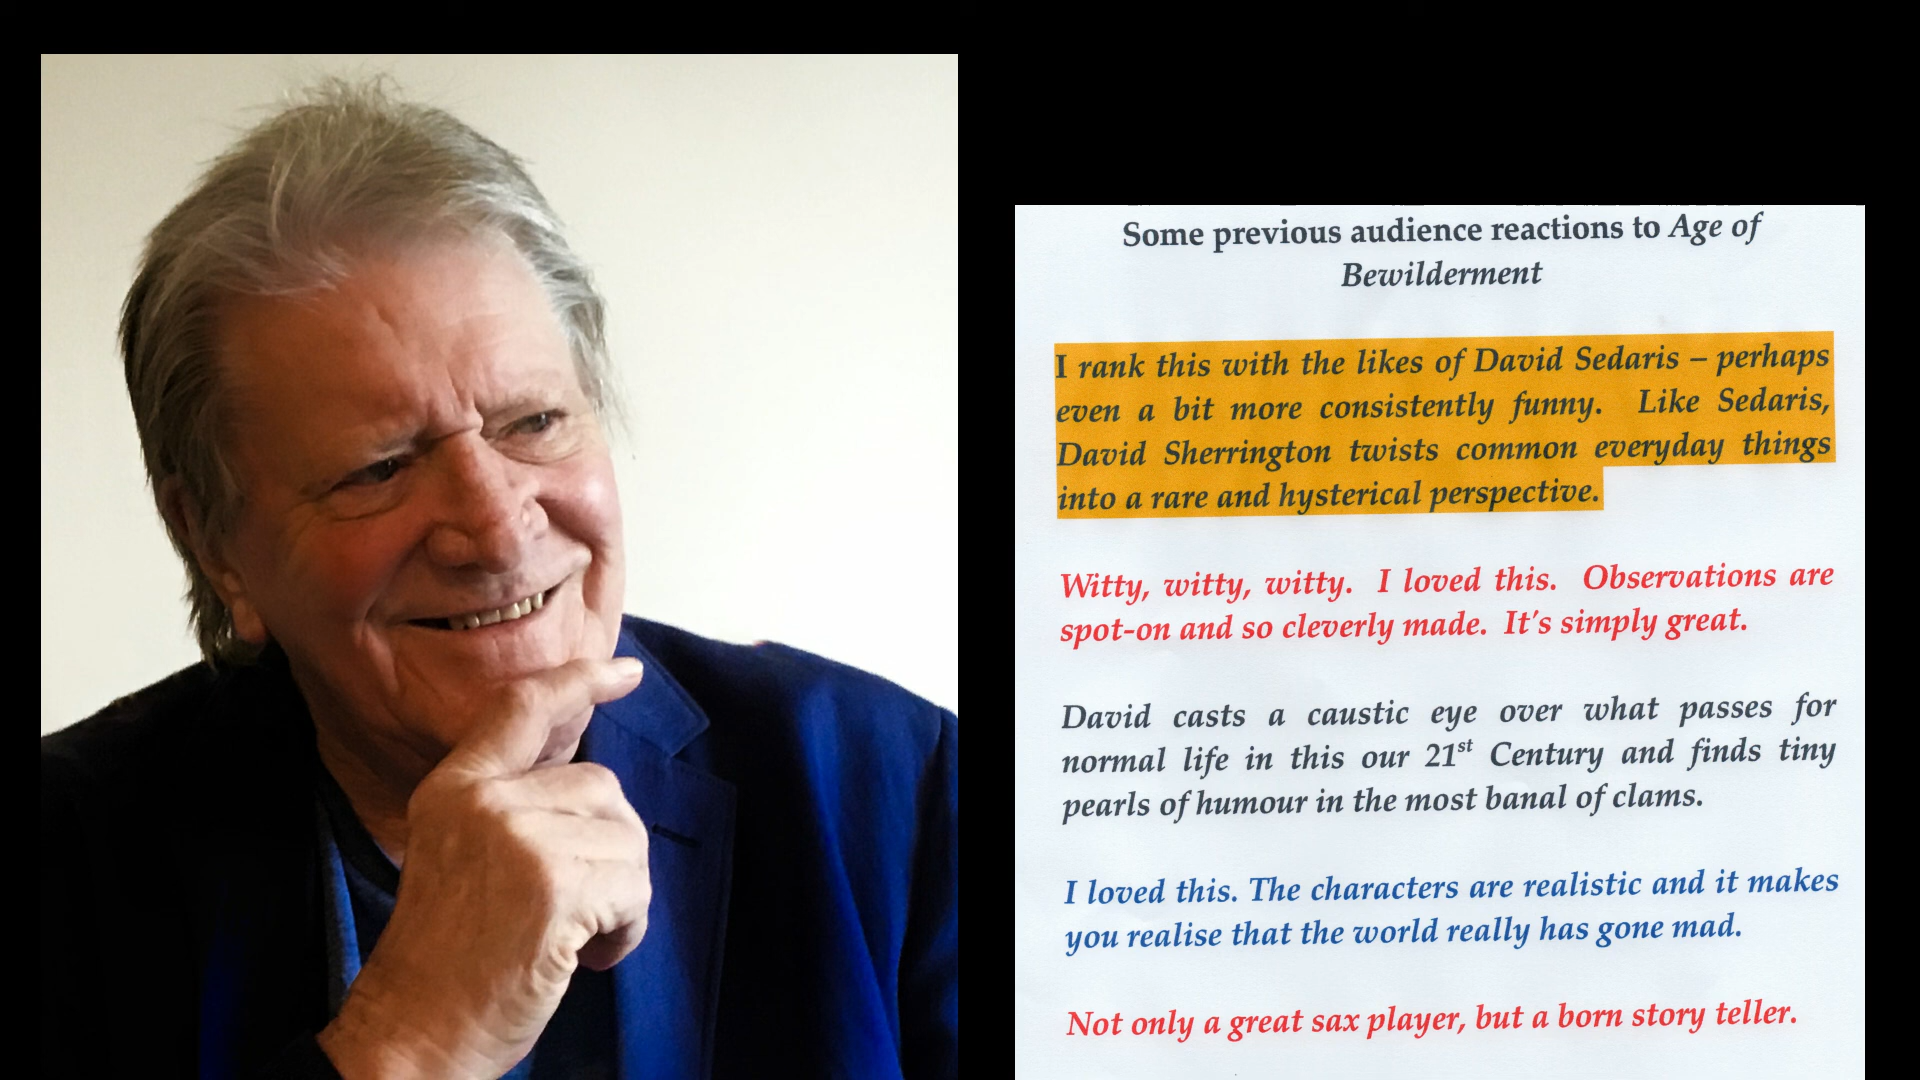 Some previous audience reactions to Age of
Bewilderment
I rank this with the likes of David Sedaris – perhaps
even a bit more consistently funny. Like Sedaris,
David Sherrington twists common everyday things
into a rare and hysterical perspective.
Witty, witty, witty. I loved this. Observations are
spot-on and so cleverly made. It's simply great.
David casts a caustic eye over what passes for
normal life in this our 21st Century and finds tiny
pearls of humour in the most banal of clams.
I loved this. The characters are realistic and it makes
you realise that the world really has gone mad.
Not only a great sax player, but a born story teller.